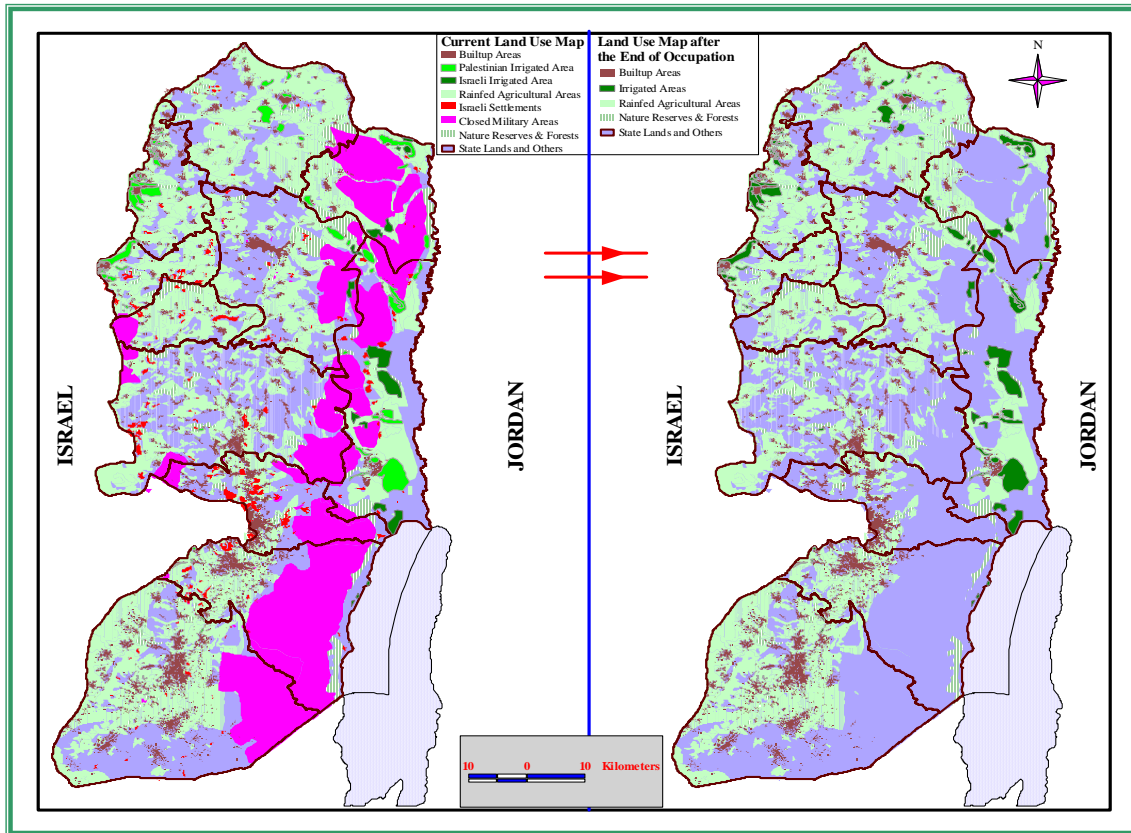 Current Land Use Map
Builtup Areas
Palestinian Irrigated Area
Israeli Irrigated Area
Rainfed Agricultural Areas
Israeli Settlements
Closed Military Areas
Nature Reserves & Forests
State Lands and Others
Land Use Map after
the End of Occupation
Builtup Areas
Irrigated Areas
Rainfed Agricultural Areas
Nature Reserves & Forests
State Lands and Others
N
ISRAEL
JORDAN
ISRAEL
JORDAN
10 0 10 Kilometers